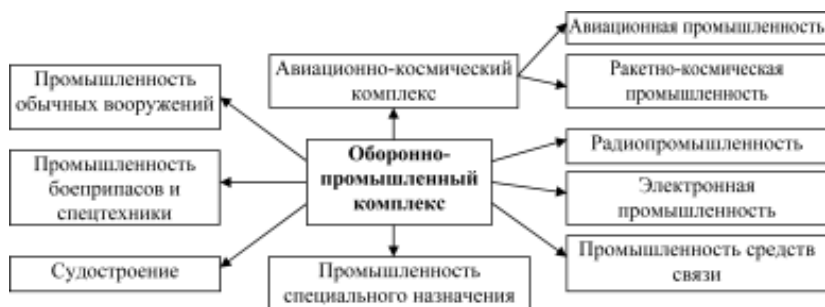 Авиационная промышленность
Промышленность
обычных вооружений
Авиационно-космический
комплекс
Ракетно-космическая
промышленность
Промышленность
боеприпасов и
спецтехники
Оборонно-
промышленный
комплекс
Радиопромышленность
Электронная
промышленность
Судостроение
Промышленность
специального назначения
Промышленность средств
связи